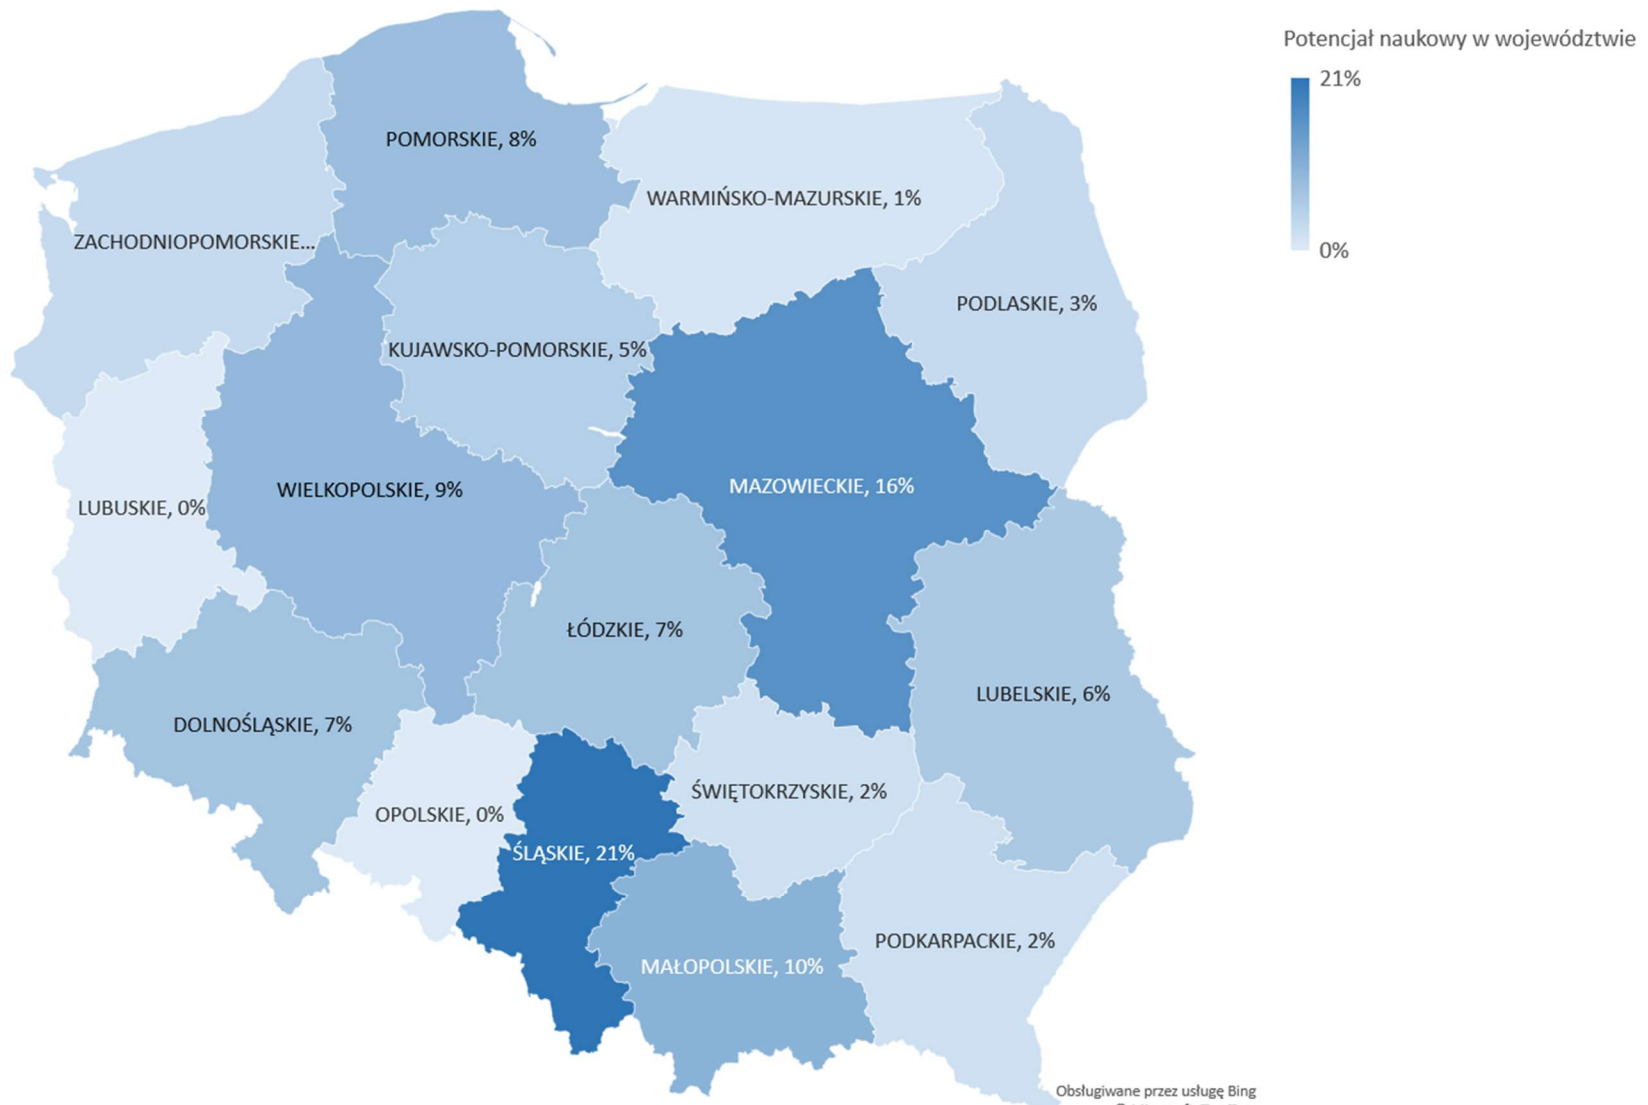 Potencjał naukowy w województwie
21%
0%
POMORSKIE, 8%
WARMIŃSKO-MAZURSKIE, 1%
ZACHODNIOPOMORSKIE...
PODLASKIE, 3%
KUJAWSKO-POMORSKIE, 5%
MAZOWIECKIE, 16%
WIELKOPOLSKIE, 9%
LUBUSKIE, 0%
ŁÓDZKIE, 7%
LUBELSKIE, 6%
DOLNOŚLĄSKIE, 7%
ŚWIĘTOKRZYSKIE, 2%
OPOLSKIE, 0%
ŚLĄSKIE, 21%
PODKARPACKIE, 2%
MAŁOPOLSKIE, 10%
Obsługiwane przez usługę Bing